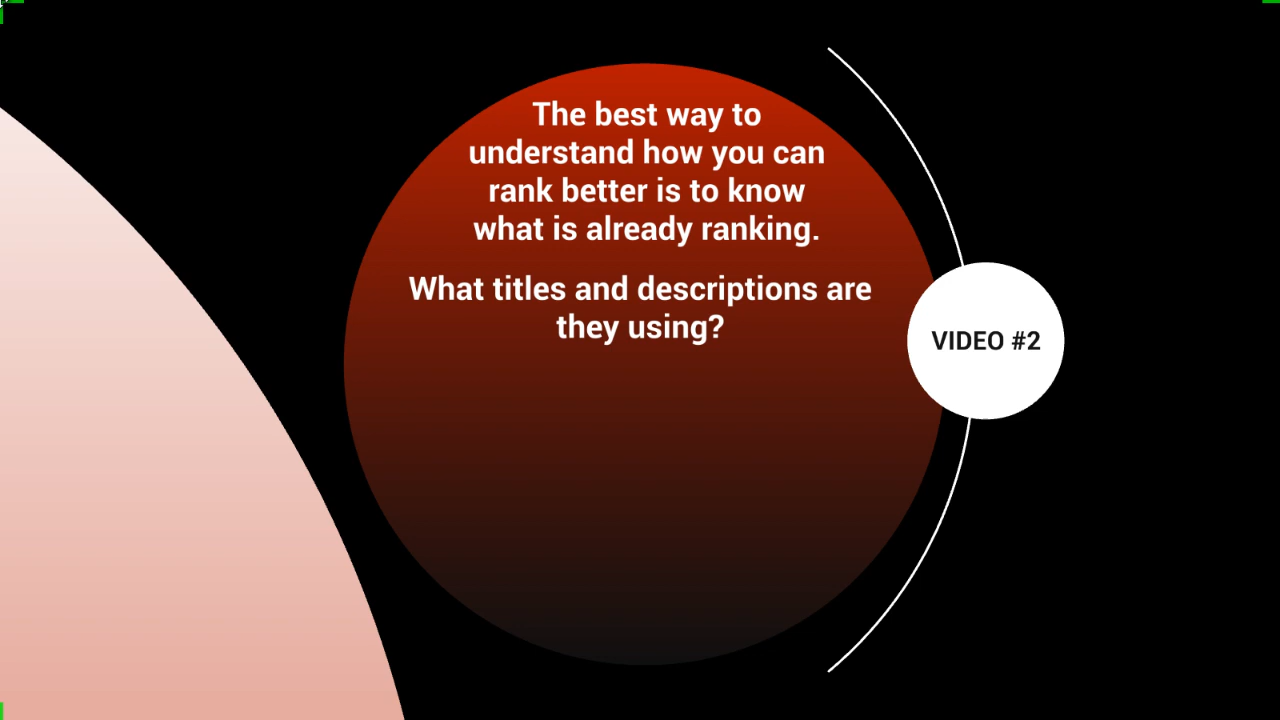 The best way to
understand how you can
rank better is to know
what is already ranking.
What titles and descriptions are
they using?
VIDEO #2